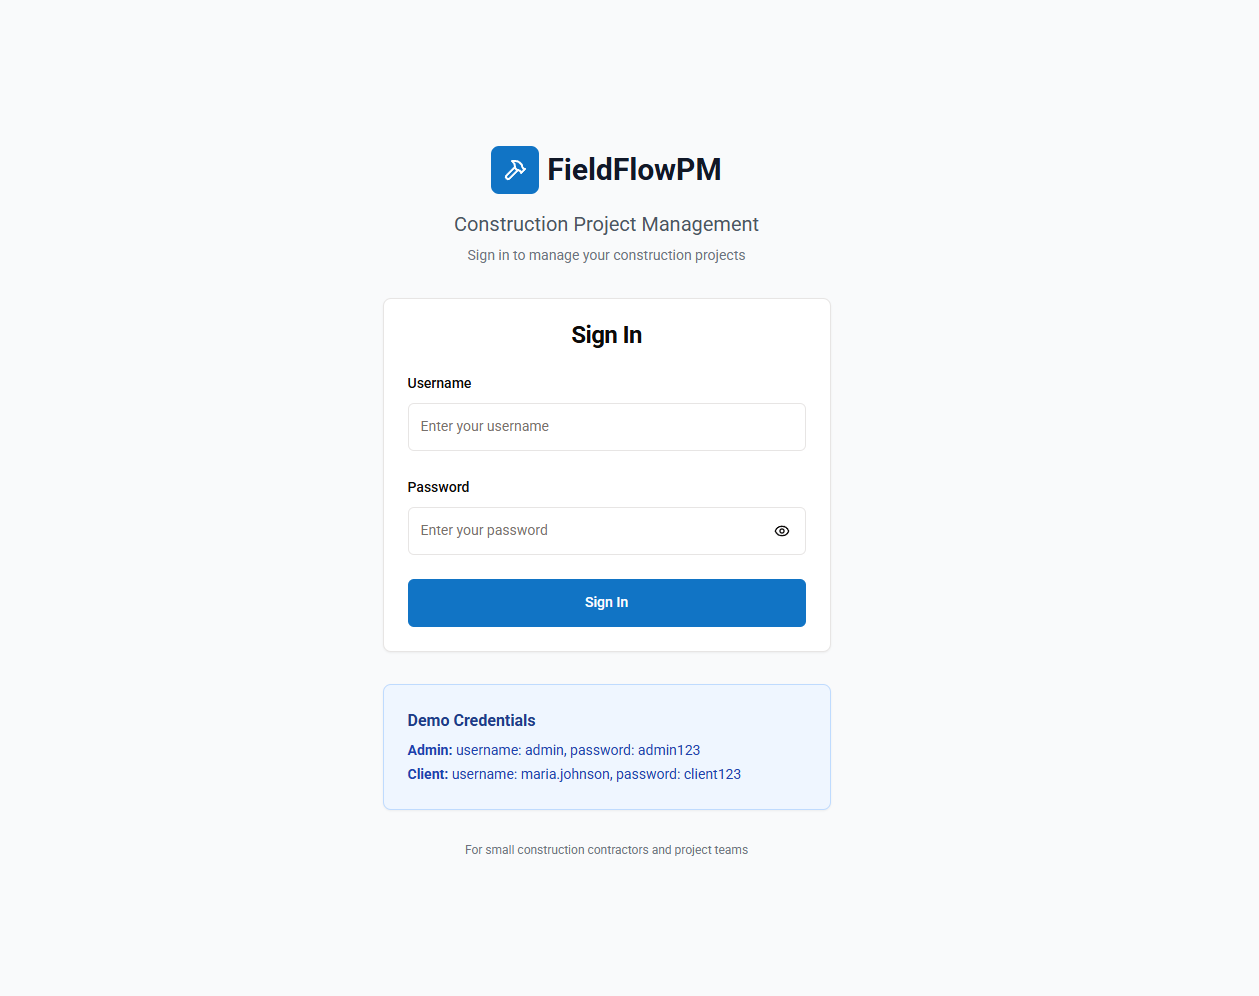 FieldFlowPM
Construction Project Management
Sign in to manage your construction projects
Sign In
Username
Enter your username
Password
Enter your password
Sign In
Demo Credentials
Admin: username: admin, password: admin123
Client: username: maria.johnson, password: client123
For small construction contractors and project teams